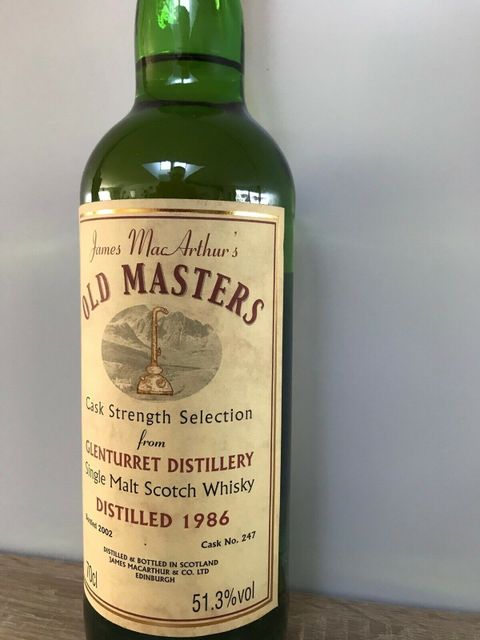 James MacArthur's
OLD MASTERS
Cask Strength Selection
from
GLENTURRET DISTILLERY
Single Malt Scotch Whisky
DISTILLED 1986
2002
Cask No. 247
DISTILLED & BOTTLED IN SCOTLAND
JAMES MACARTHUR & CO. LTD
EDINBURGH
70cl
51.3%vol